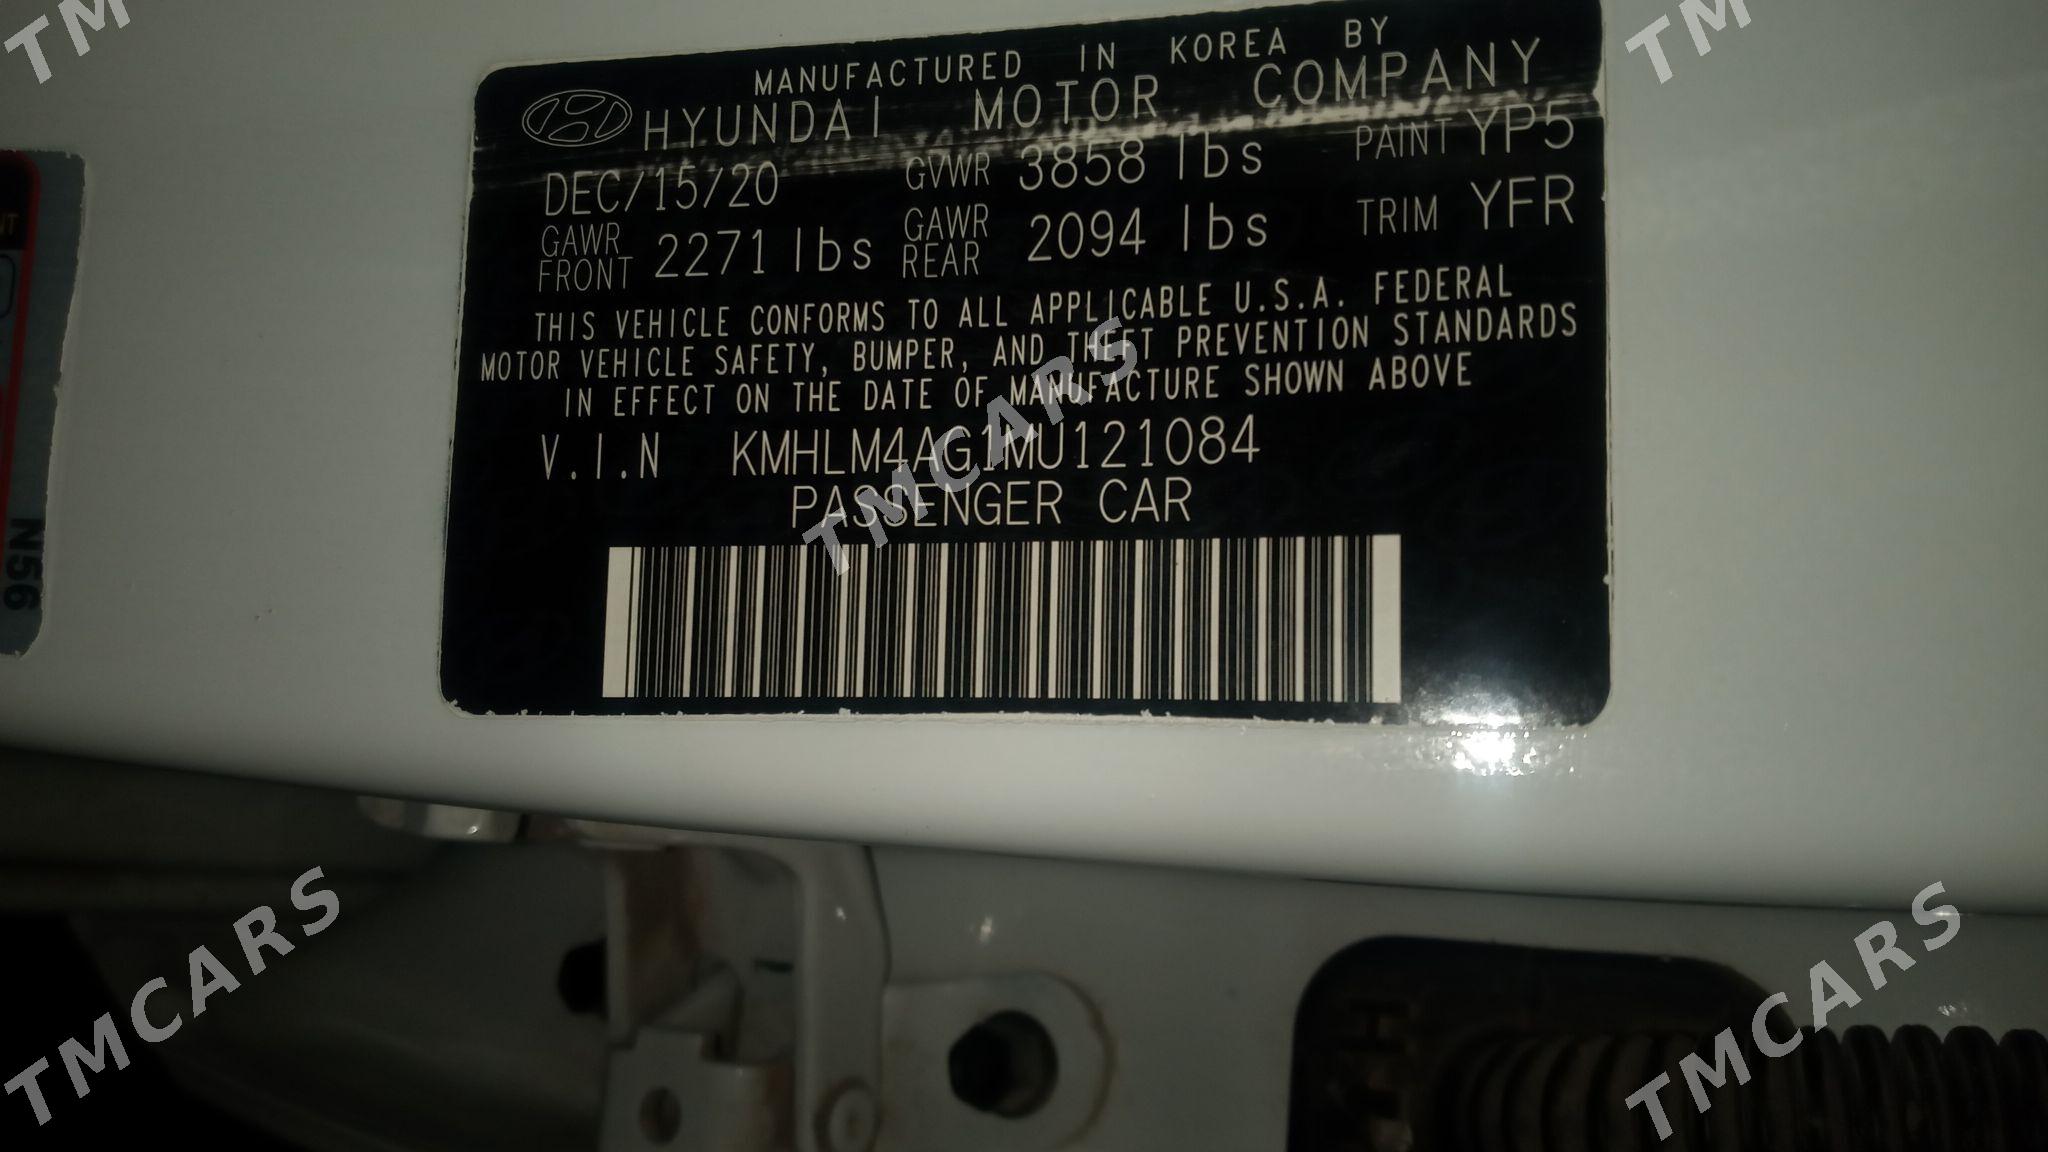 TMCARS
TMCARS
MANUFACTURED IN KOREA BY
HYUNDAI MOTOR COMPANY
DEC/15/20 GVWR 3858 lbs PAINT YP5
GAWR FRONT 2271 lbs GAWR REAR 2094 lbs TRIM YFR
THIS VEHICLE CONFORMS TO ALL APPLICABLE U.S.A. FEDERAL
MOTOR VEHICLE SAFETY, BUMPER, AND THEFT PREVENTION STANDARDS
IN EFFECT ON THE DATE OF MANUFACTURE SHOWN ABOVE
V.I.N KMHLM4AG1MU121084
PASSENGER CAR
TMCARS
N56
TMCARS
TMCARS